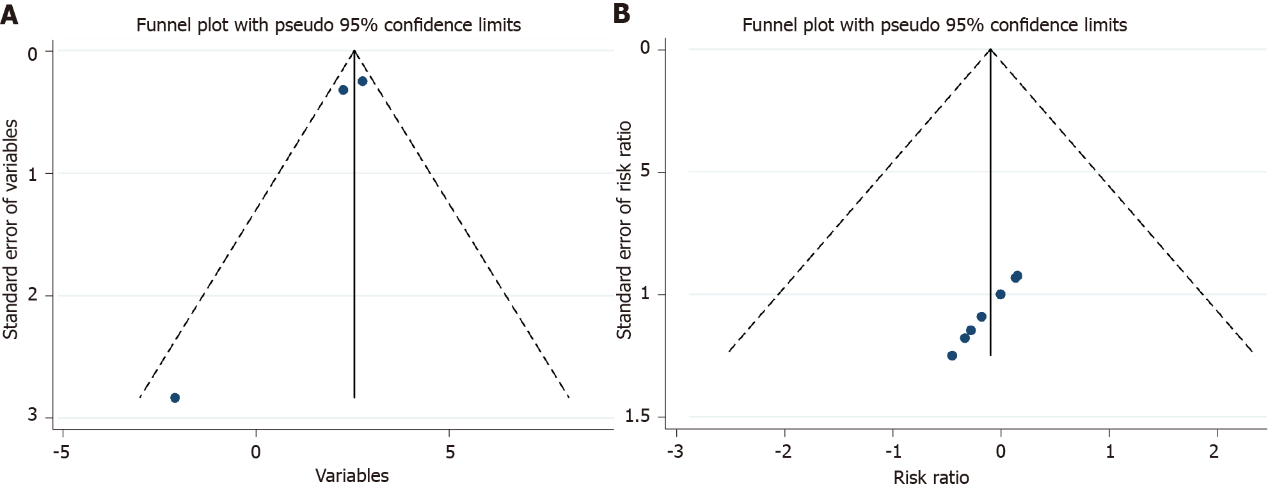 A
Funnel plot with pseudo 95% confidence limits
Standard error of variables
0
1
2
3
-5
0
5
Variables
B
Funnel plot with pseudo 95% confidence limits
Standard error of risk ratio
0
5
1
1.5
-3
-2
-1
0
1
2
Risk ratio